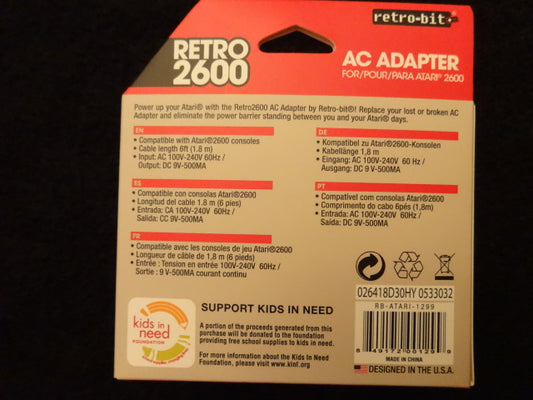 retro-bit
RETRO
2600
AC ADAPTER
FOR/POUR/PARA ATARI® 2600
Power up your Atari® with the Retro2600 AC Adapter by Retro-bit®! Replace your lost or broken AC
Adapter and eliminate the power barrier standing between you and your Atari® days.
EN
• Compatible with Atari®2600 consoles
• Cable length 6ft (1,8 m)
• Input: AC 100V-240V 60Hz /
Output: DC 9V-500MA
ES
• Compatible con consolas Atari®2600
• Longitud del cable 1.8 m (6 pies)
• Entrada: CA 100V-240V 60Hz /
Salida: CC 9V-500MA
FR
• Compatible avec les consoles de jeu Atari®2600
• Longueur de câble de 1,8 m (6 pieds)
• Entrée : Tension en entrée 100V-240V 60Hz /
Sortie : 9 V-500MA courant continu
DE
• Kompatibel zu Atari®2600-Konsolen
• Kabellänge 1,8 m
• Eingang: AC 100V-240V 60Hz /
Ausgang: DC 9V-500MA
PT
• Compatível com consolas Atari®2600
• Comprimento do cabo 6pés (1,8m)
• Entrada: AC 100V-240V 60Hz /
Saída: DC 9V-500MA
kids in
need
FOUNDATION
SUPPORT KIDS IN NEED
A portion of the proceeds generated from this
purchase will be donated to the foundation
providing free school supplies to kids in need.
For more information about the Kids In Need
Foundation, please visit www.kinf.org.
026418D30HY 0533032
RB-ATARI-1299
8 49172 00129 9
DESIGNED IN THE U.S.A.